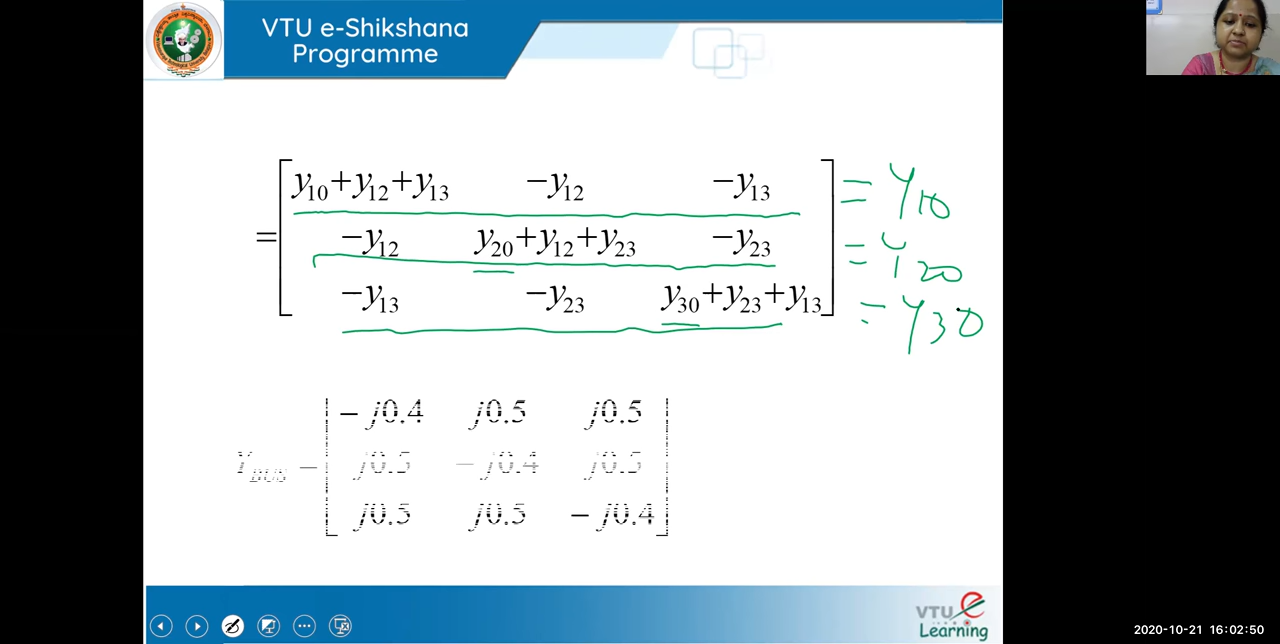 VTU e-Shikshana
Programme
y10+y12+y13 −y12 −y13 = y10
= −y12 y20+y12+y23 −y23 = y20
−y13 −y23 y30+y23+y13 = y30
− j0.4 j0.5 j0.5
YBUS = j0.5 − j0.4 j0.5
j0.5 j0.5 − j0.4
VTU e
Learning
2020-10-21 16:02:50